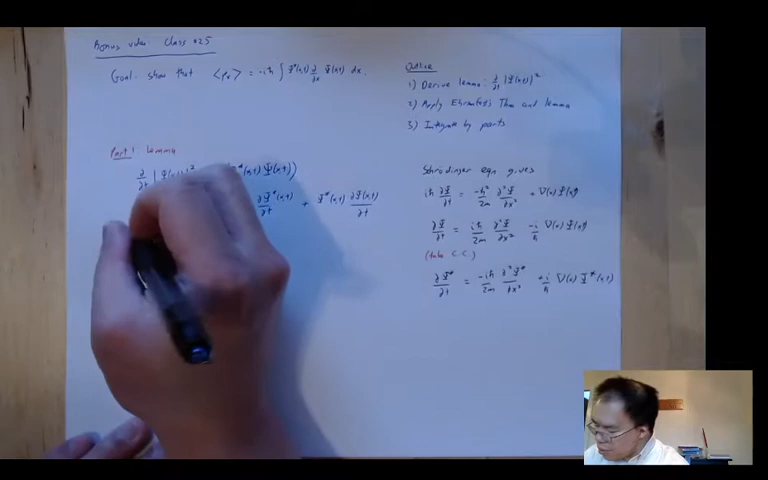 Bonus video Class #25
Goal: show that <pₓ> = -iħ ∫ Ψ*(x,t) ∂/∂x Ψ(x,t) dx.
Outline
1) Derive lemma: ∂/∂t |Ψ(x,t)|²
2) Apply Ehrenfest's Thm and lemma
3) Integrate by parts
Part 1 Lemma
∂/∂t |Ψ(x,t)|² (Ψ*(x,t) Ψ(x,t))
∂Ψ*(x,t)/∂t + Ψ*(x,t) ∂Ψ(x,t)/∂t
Schrödinger eqn gives
iħ ∂Ψ/∂t = -ħ²/2m ∂²Ψ/∂x² + V(x) Ψ(x,t)
∂Ψ/∂t = iħ/2m ∂²Ψ/∂x² - i/ħ V(x) Ψ(x,t)
(take C.C.)
∂Ψ*/∂t = -iħ/2m ∂²Ψ*/∂x² + i/ħ V(x) Ψ*(x,t)